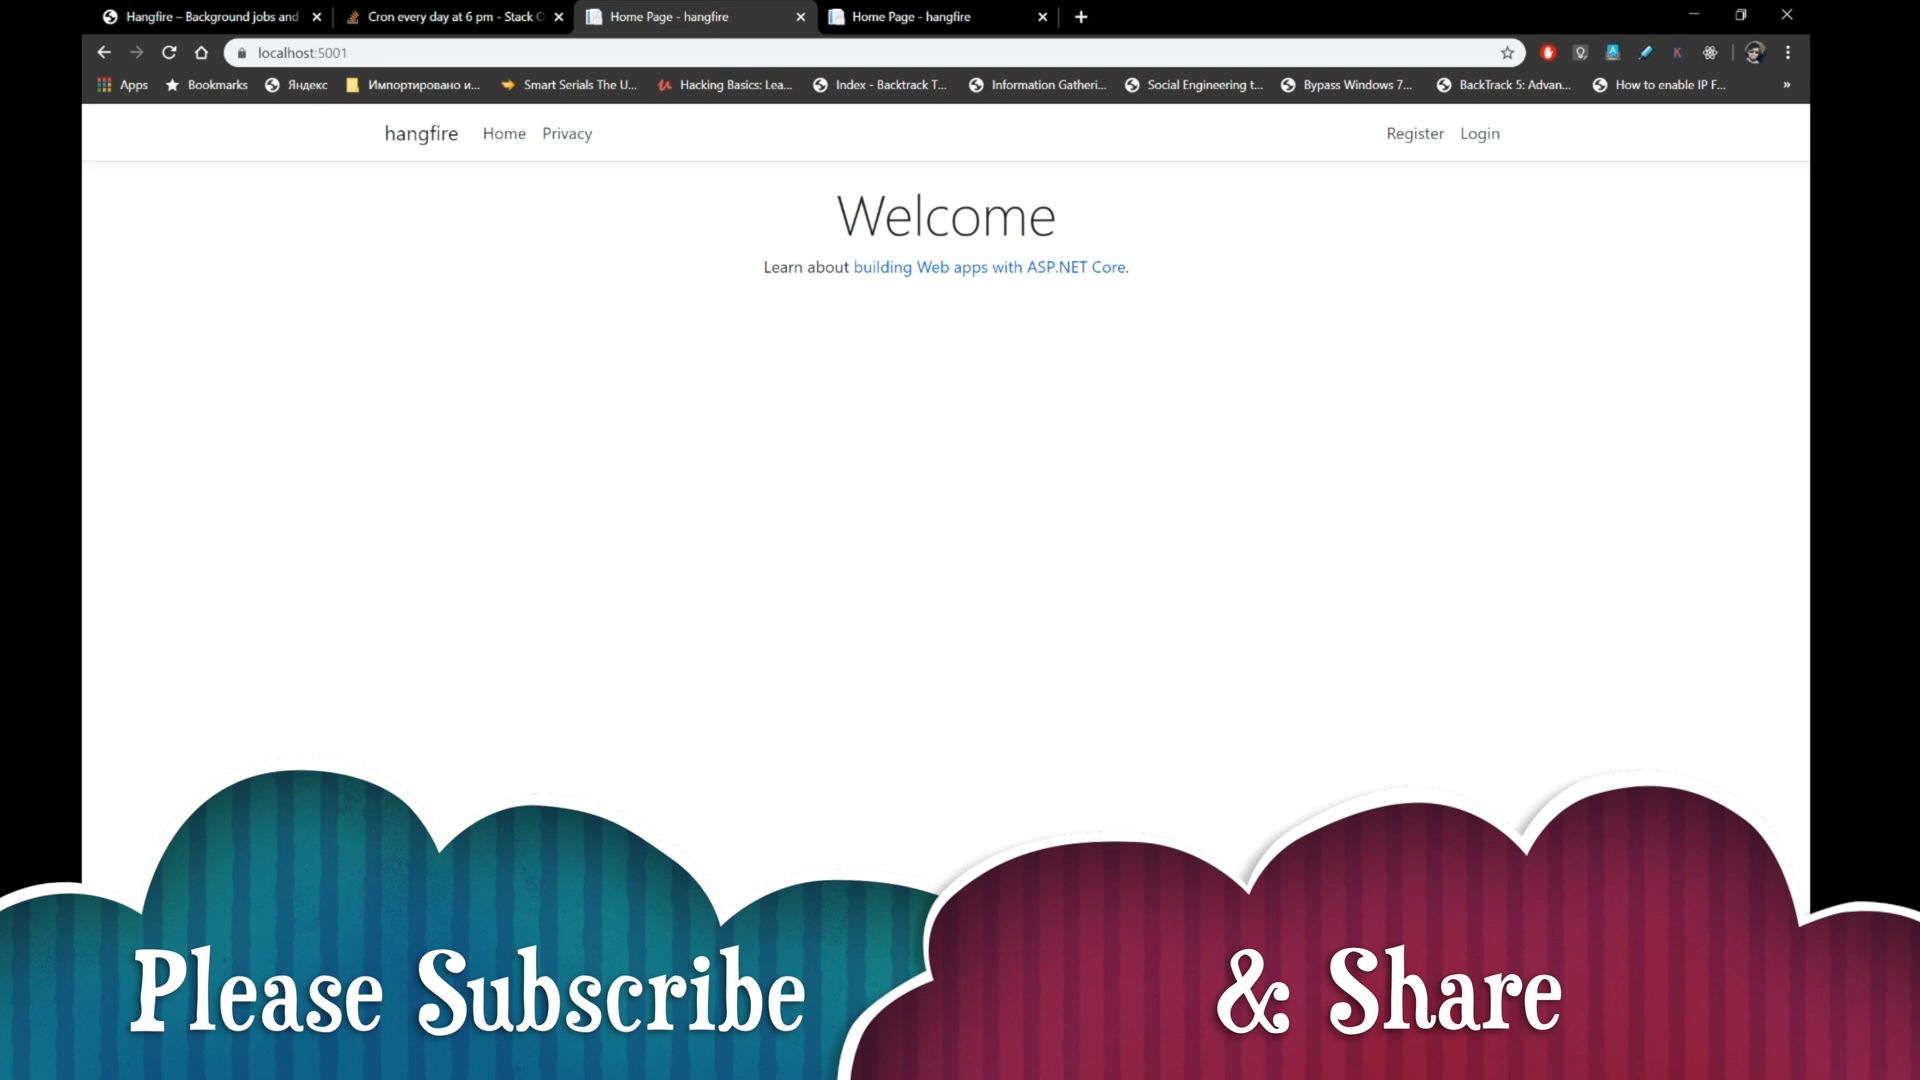 Hangfire – Background jobs and
Cron every day at 6 pm - Stack O
Home Page - hangfire
Home Page - hangfire
localhost:5001
Apps
Bookmarks
Яндекс
Импортировано и...
Smart Serials The U...
Hacking Basics: Lea...
Index - Backtrack T...
Information Gatheri...
Social Engineering t...
Bypass Windows 7...
BackTrack 5: Advan...
How to enable IP F...
»
hangfire Home Privacy
Register Login
Welcome
Learn about building Web apps with ASP.NET Core.
Please Subscribe
& Share